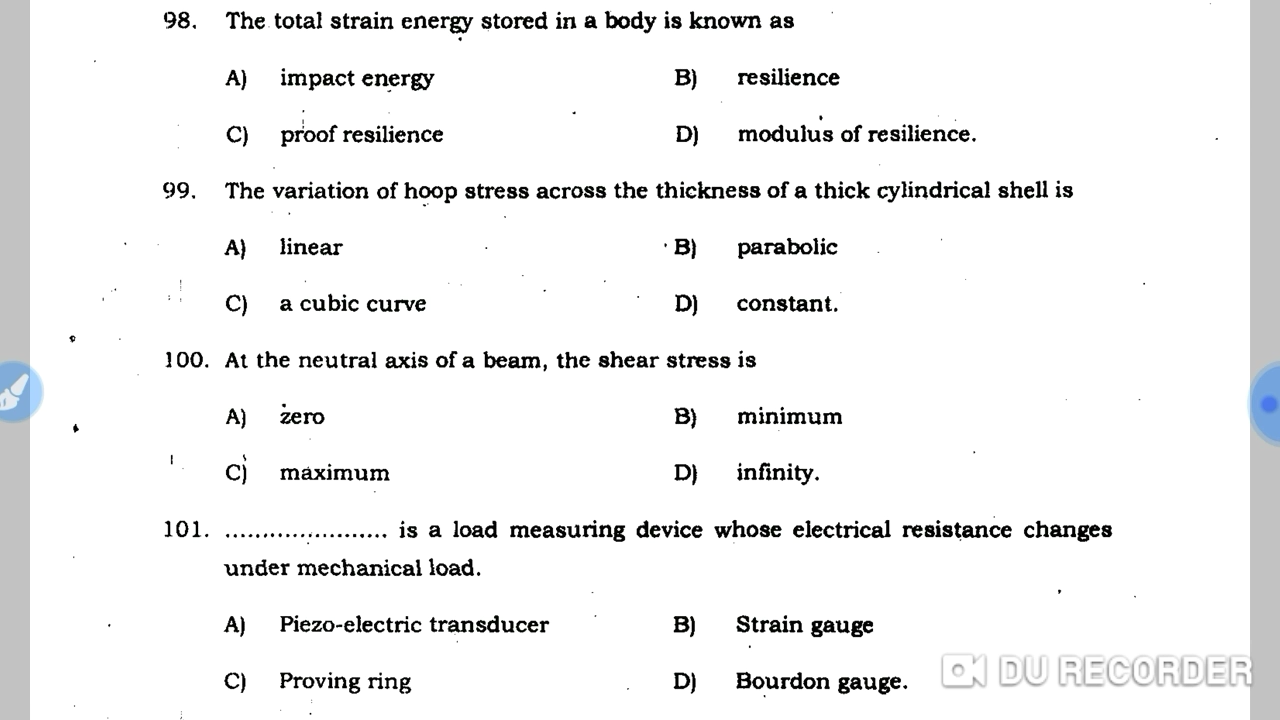 98. The total strain energy stored in a body is known as
A) impact energy B) resilience
C) proof resilience D) modulus of resilience.
99. The variation of hoop stress across the thickness of a thick cylindrical shell is
A) linear B) parabolic
C) a cubic curve D) constant.
100. At the neutral axis of a beam, the shear stress is
A) zero B) minimum
C) maximum D) infinity.
101. ...................... is a load measuring device whose electrical resistance changes
under mechanical load.
A) Piezo-electric transducer B) Strain gauge
C) Proving ring D) Bourdon gauge.
DU RECORDER